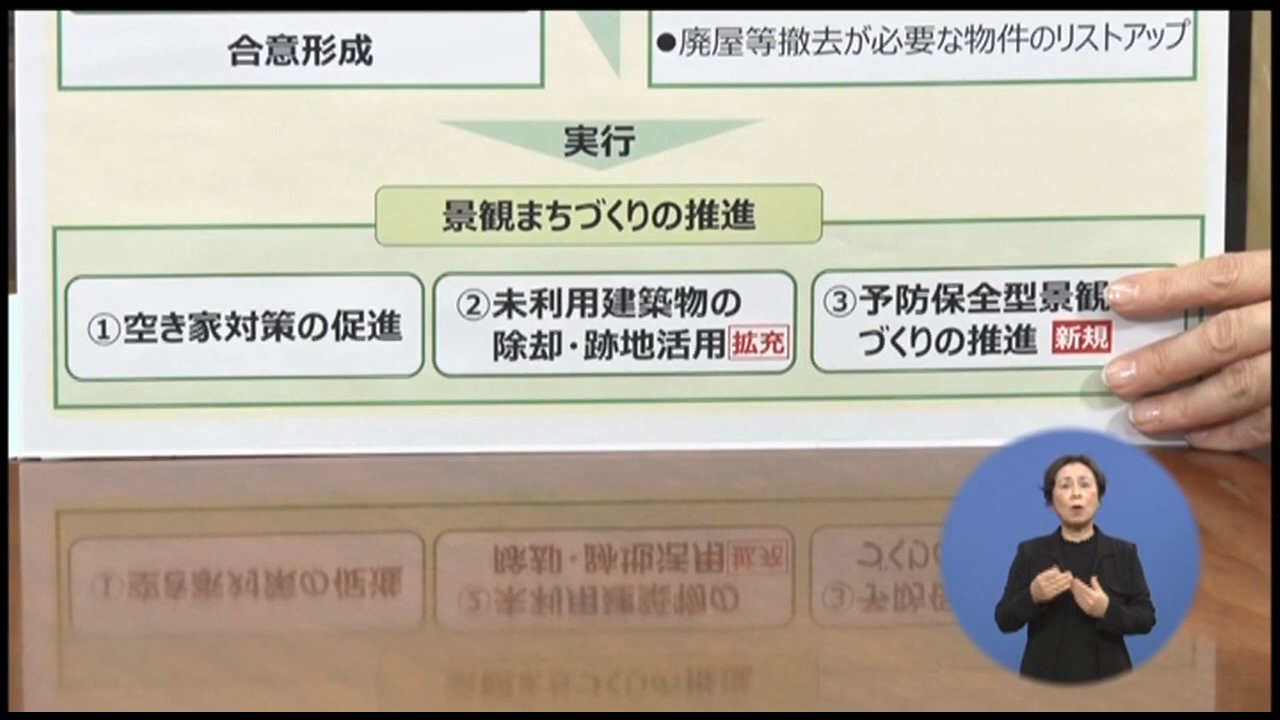 合意形成
●廃屋等撤去が必要な物件のリストアップ
実行
景観まちづくりの推進
①空き家対策の促進
②未利用建築物の
除却・跡地活用 拡充
③予防保全型景観
づくりの推進 新規